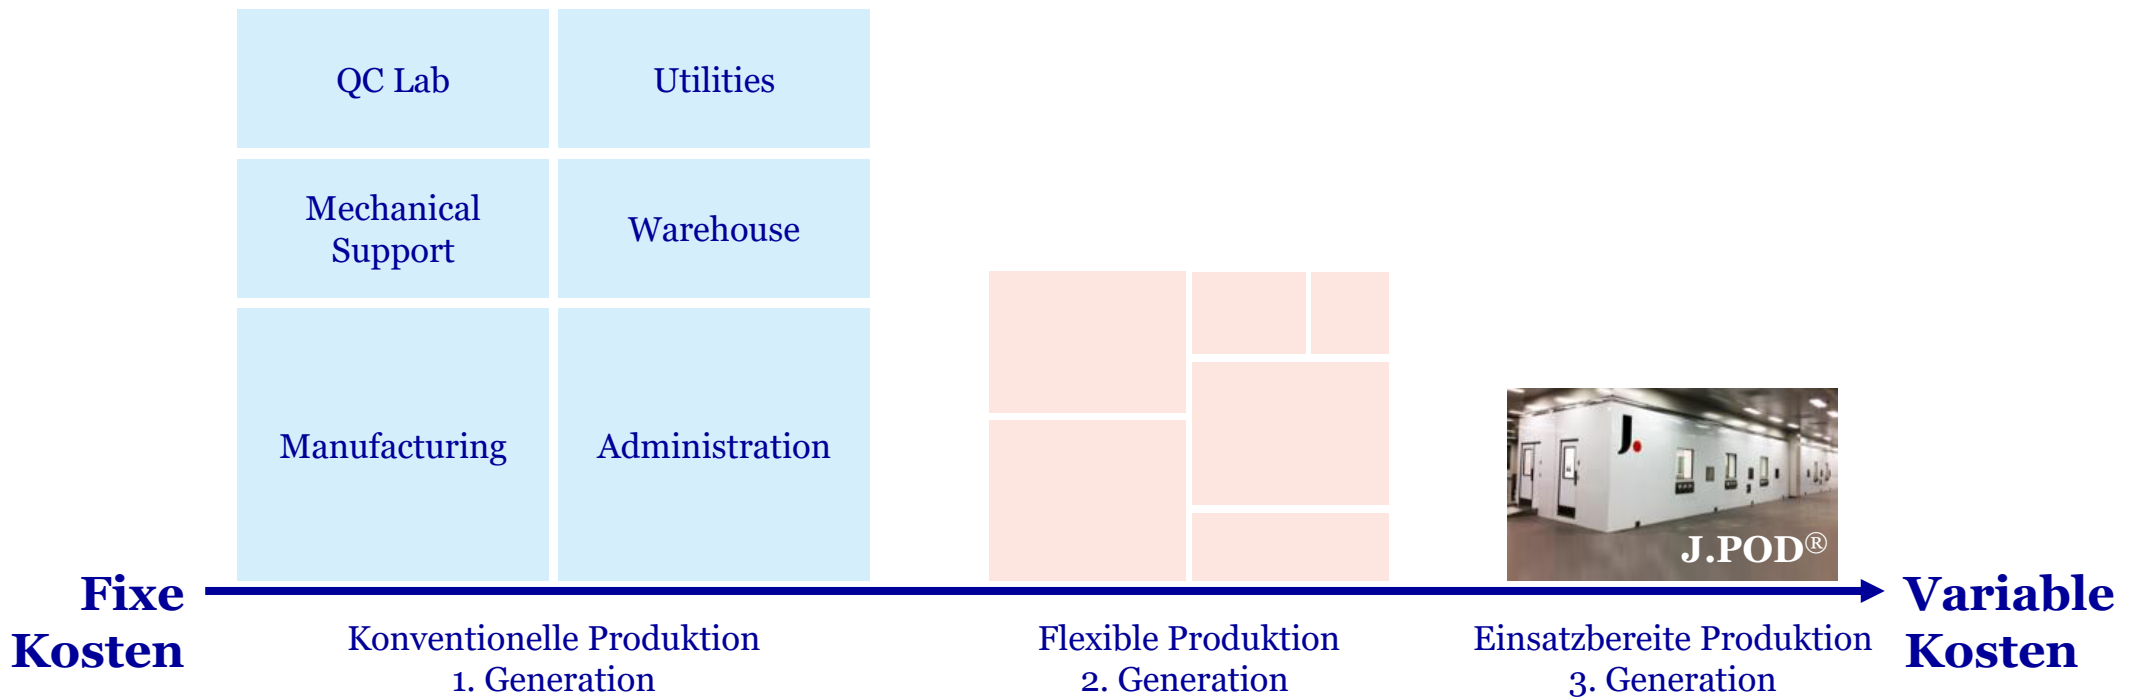 QC Lab
Utilities
Mechanical
Support
Warehouse
Manufacturing
Administration
J.
J.POD®
Fixe
Kosten
Variable
Kosten
Konventionelle Produktion
1. Generation
Flexible Produktion
2. Generation
Einsatzbereite Produktion
3. Generation